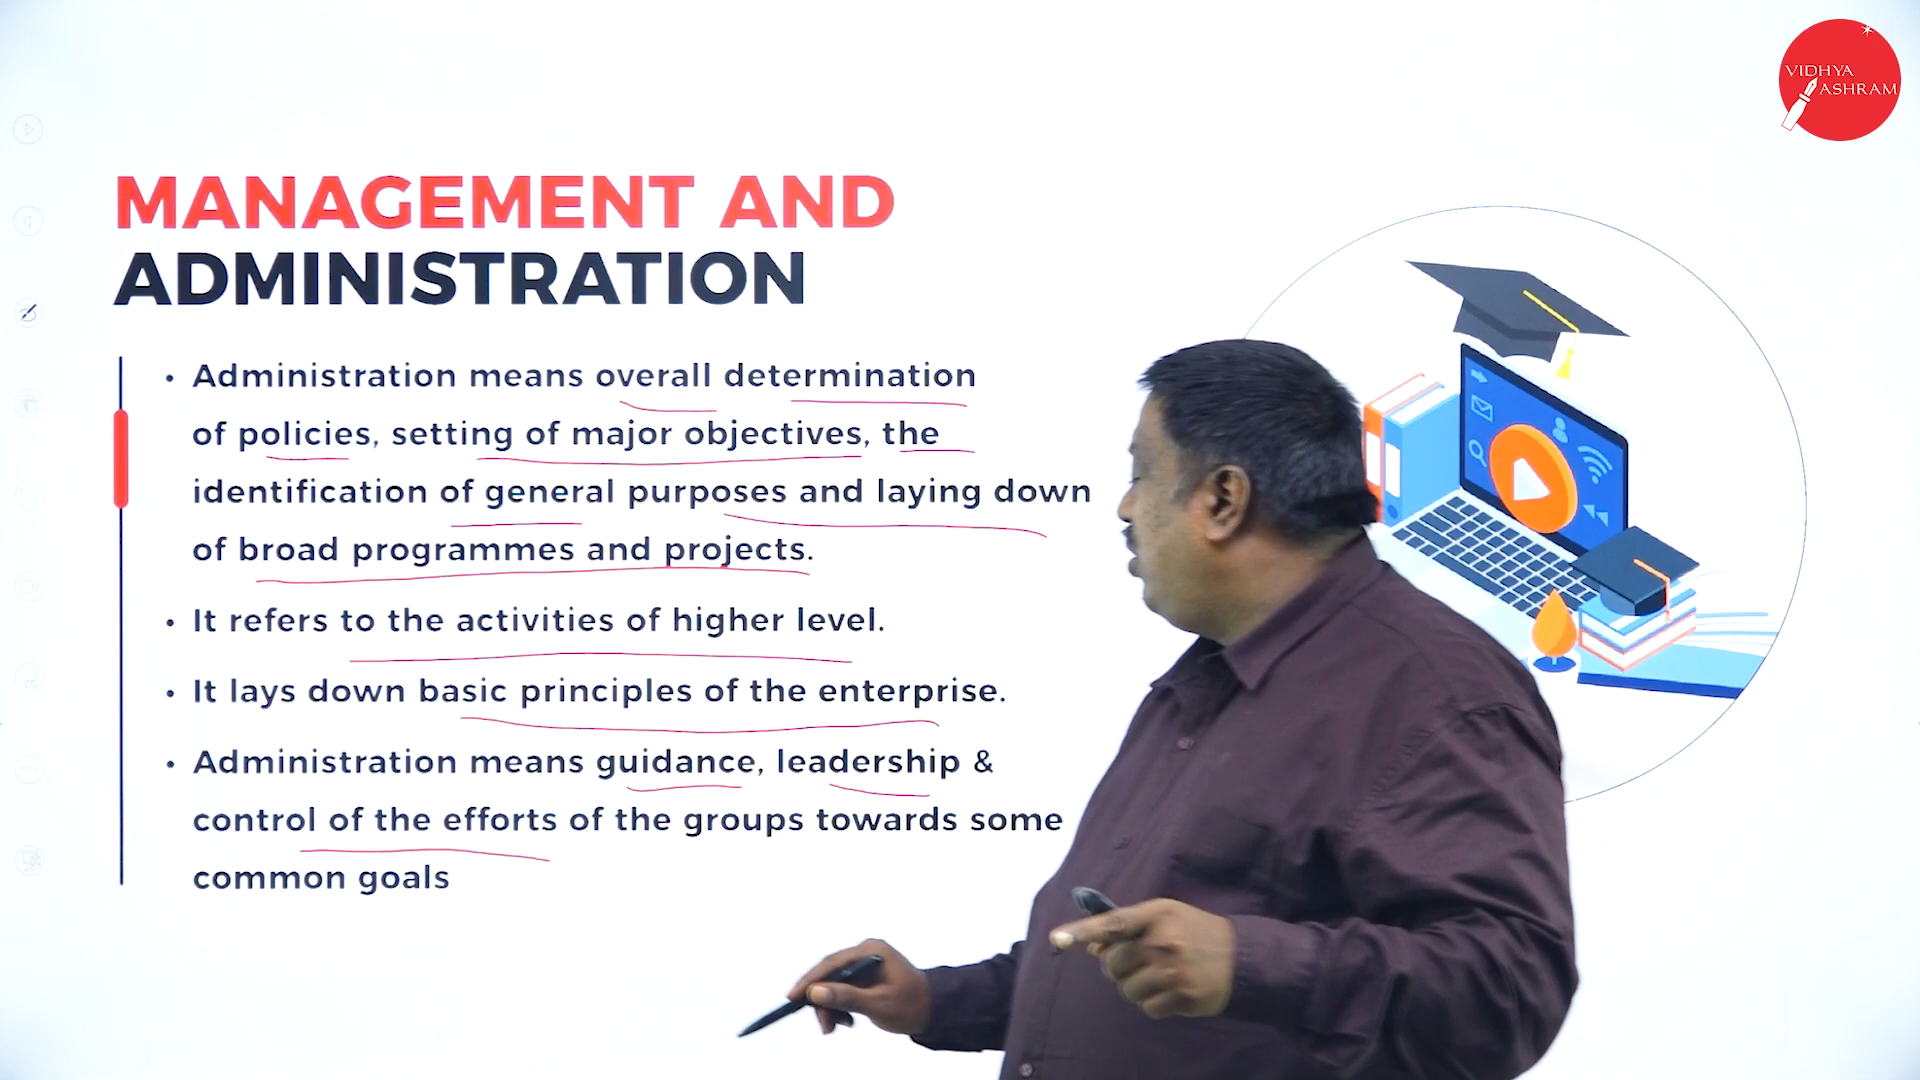 VIDHYA
ASHRAM
MANAGEMENT AND
ADMINISTRATION
• Administration means overall determination
of policies, setting of major objectives, the
identification of general purposes and laying down
of broad programmes and projects.
• It refers to the activities of higher level.
• It lays down basic principles of the enterprise.
• Administration means guidance, leadership &
control of the efforts of the groups towards some
common goals